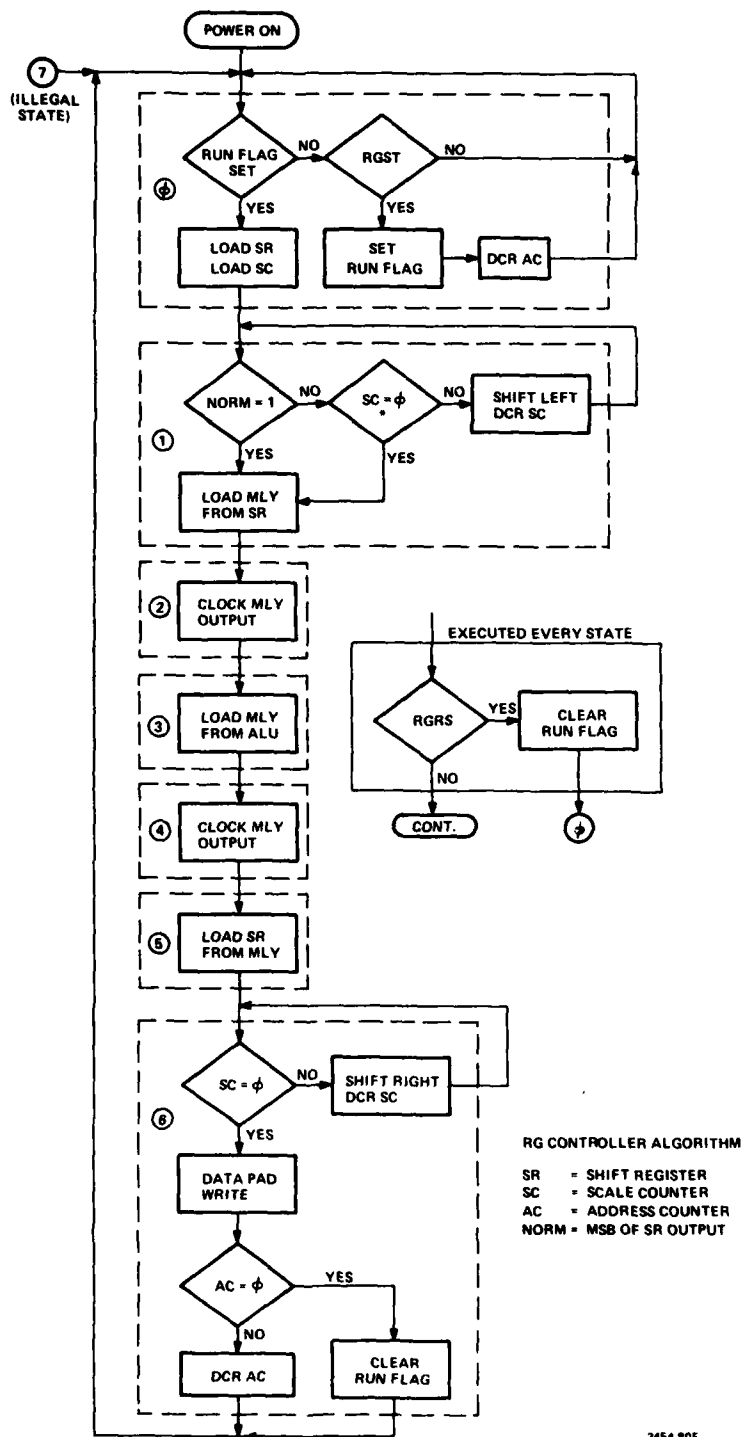 POWER ON
7
(ILLEGAL
STATE)
RUN FLAG
SET
NO
RGST
NO
ϕ
YES
YES
LOAD SR
LOAD SC
SET
RUN FLAG
DCR AC
NORM = 1
NO
SC = ϕ
*
NO
SHIFT LEFT
DCR SC
1
YES
YES
LOAD MLY
FROM SR
2
CLOCK MLY
OUTPUT
EXECUTED EVERY STATE
3
LOAD MLY
FROM ALU
RGRS
YES
CLEAR
RUN FLAG
NO
4
CLOCK MLY
OUTPUT
CONT.
ϕ
5
LOAD SR
FROM MLY
SC = ϕ
NO
SHIFT RIGHT
DCR SC
6
YES
DATA PAD
WRITE
RG CONTROLLER ALGORITHM
SR = SHIFT REGISTER
SC = SCALE COUNTER
AC = ADDRESS COUNTER
NORM = MSB OF SR OUTPUT
AC = ϕ
YES
NO
DCR AC
CLEAR
RUN FLAG